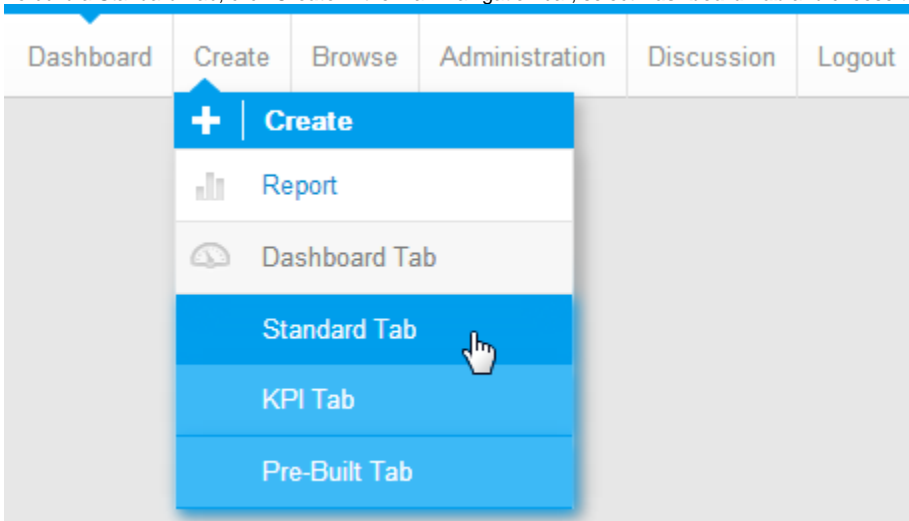 Dashboard Create Browse Administration Discussion Logout
Create
Report
Dashboard Tab
Standard Tab
KPI Tab
Pre-Built Tab